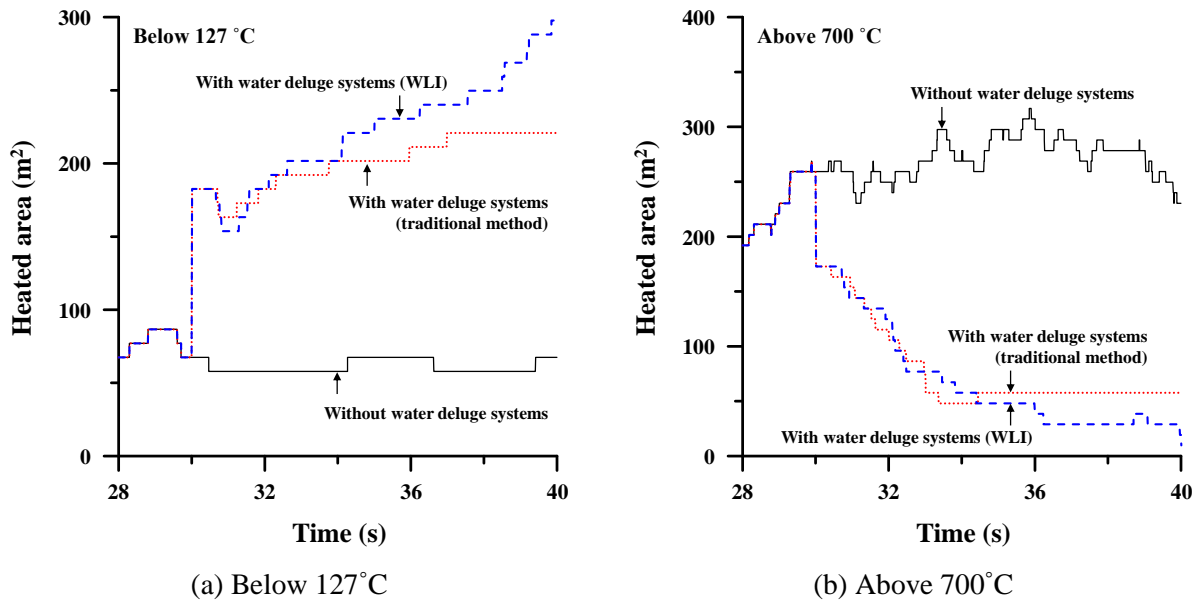 Below 127 ˚C
With water deluge systems (WLI)
With water deluge systems
(traditional method)
Without water deluge systems
Heated area (m²)
300
200
100
0
28
32
36
40
Time (s)
(a) Below 127˚C
Above 700 ˚C
Without water deluge systems
With water deluge systems
(traditional method)
With water deluge systems (WLI)
Heated area (m²)
400
300
200
100
0
28
32
36
40
Time (s)
(b) Above 700˚C